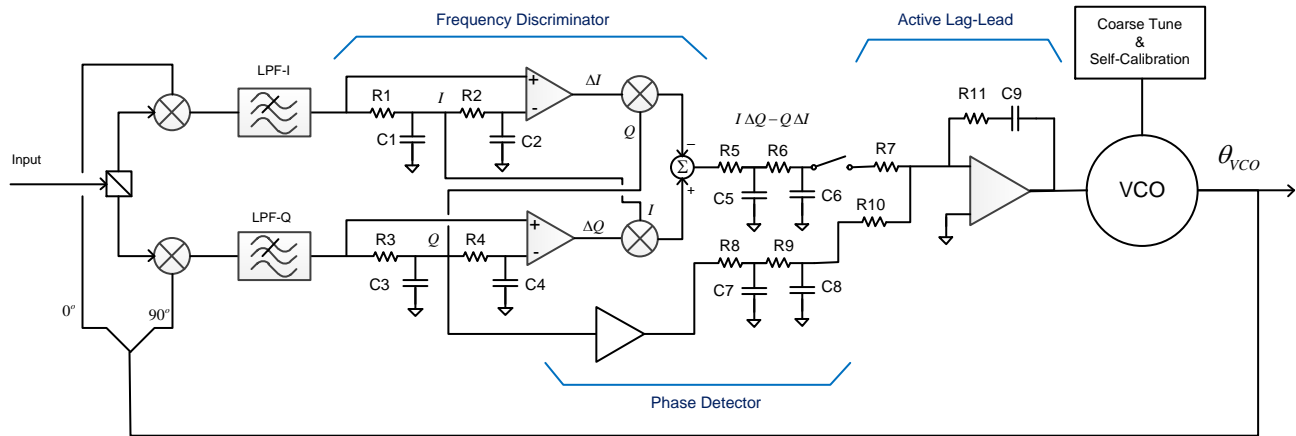 Frequency Discriminator
Active Lag-Lead
Coarse Tune
&
Self-Calibration
LPF-I
R1
I
R2
+
-
ΔI
C1
C2
Q
I ΔQ – Q ΔI
R11
C9
Input
−
Σ
+
R5
R6
R7
C5
C6
R10
VCO
θVCO
LPF-Q
R3
Q
R4
+
-
ΔQ
I
C3
C4
R8
R9
C7
C8
0°
90°
Phase Detector